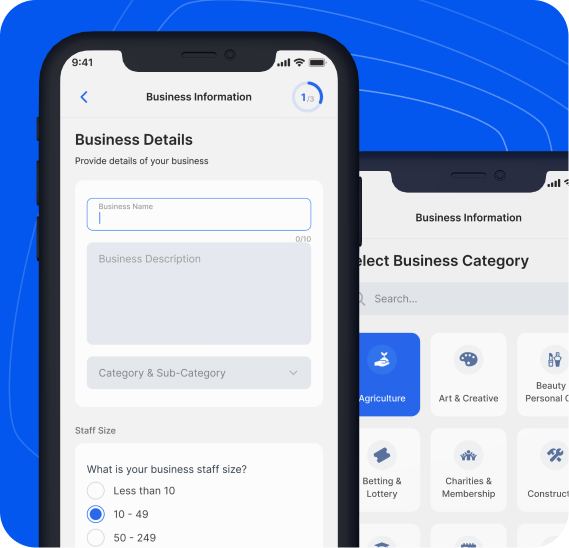 9:41
Business Information
1/3
Business Details
Provide details of your business
Business Name
0/10
Business Description
Category & Sub-Category
Staff Size
What is your business staff size?
Less than 10
10 - 49
50 - 249
Business Information
elect Business Category
Search...
Agriculture
Art & Creative
Beauty
Personal C
Betting &
Lottery
Charities &
Membership
Construct